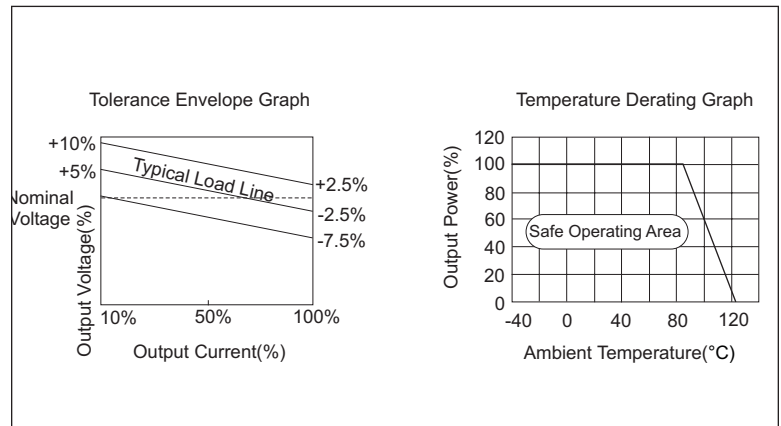 Tolerance Envelope Graph
+10%
+5%
Nominal
Voltage
Typical Load Line
+2.5%
-2.5%
-7.5%
Output Voltage(%)
10%
50%
100%
Output Current(%)
Temperature Derating Graph
Output Power(%)
120
100
80
60
40
20
0
Safe Operating Area
-40
0
40
80
120
Ambient Temperature(°C)